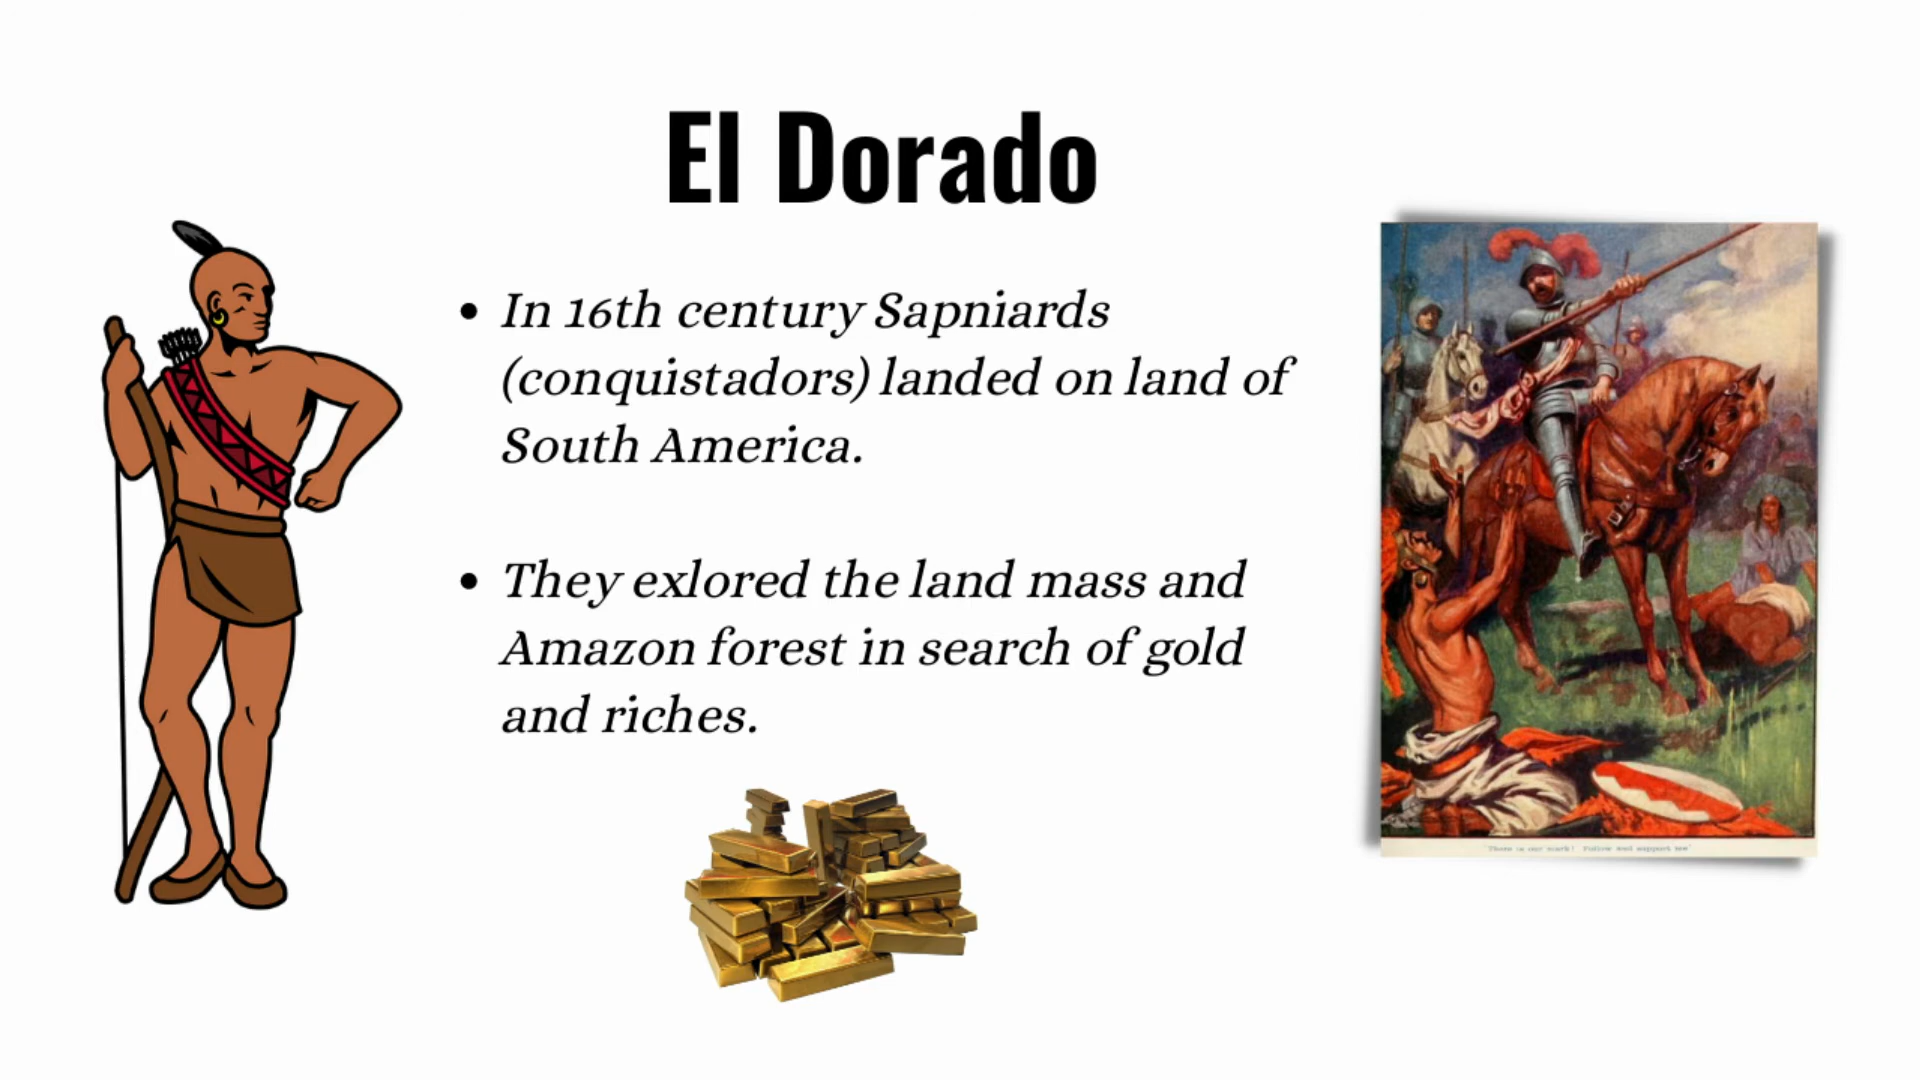 El Dorado
• In 16th century Sapniards
(conquistadors) landed on land of
South America.
• They exlored the land mass and
Amazon forest in search of gold
and riches.